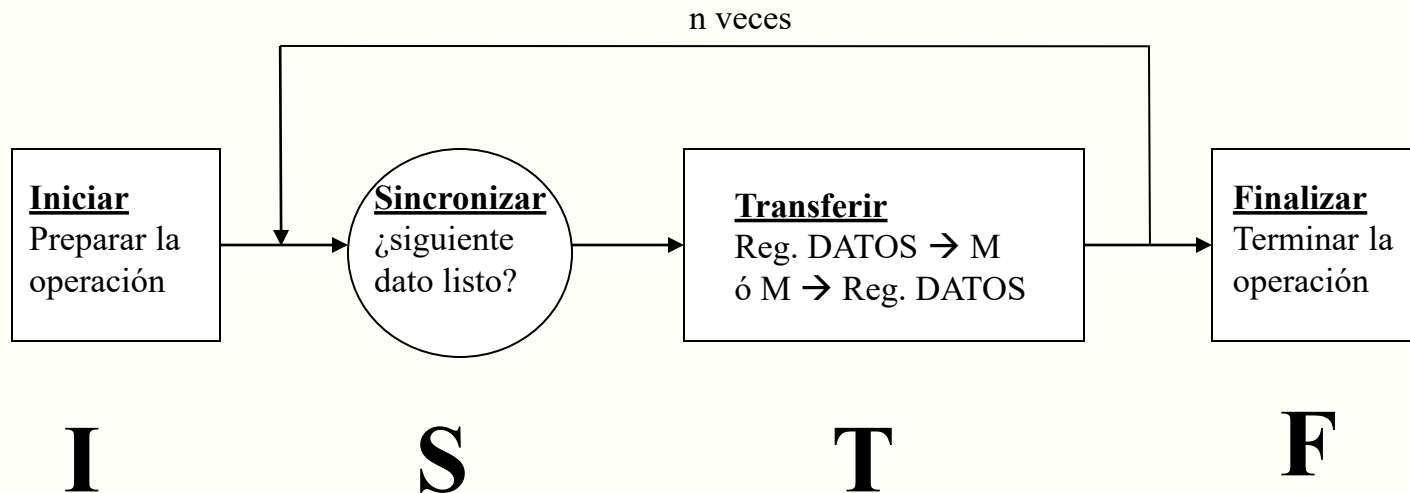 n veces
Iniciar
Preparar la
operación
Sincronizar
¿siguiente
dato listo?
Transferir
Reg. DATOS → M
ó M → Reg. DATOS
Finalizar
Terminar la
operación
I
S
T
F